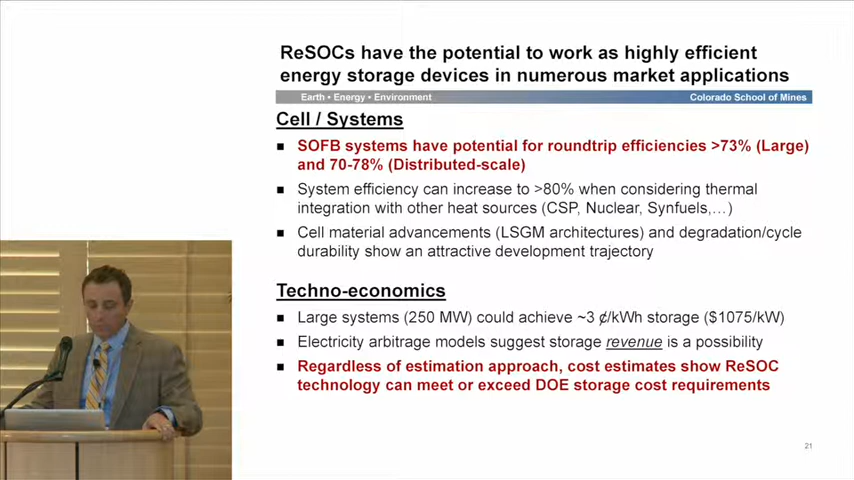 ReSOCs have the potential to work as highly efficient
energy storage devices in numerous market applications
Earth • Energy • Environment
Colorado School of Mines
Cell / Systems
■ SOFB systems have potential for roundtrip efficiencies >73% (Large)
and 70-78% (Distributed-scale)
■ System efficiency can increase to >80% when considering thermal
integration with other heat sources (CSP, Nuclear, Synfuels,…)
■ Cell material advancements (LSGM architectures) and degradation/cycle
durability show an attractive development trajectory
Techno-economics
■ Large systems (250 MW) could achieve ~3 ¢/kWh storage ($1075/kW)
■ Electricity arbitrage models suggest storage revenue is a possibility
■ Regardless of estimation approach, cost estimates show ReSOC
technology can meet or exceed DOE storage cost requirements
21